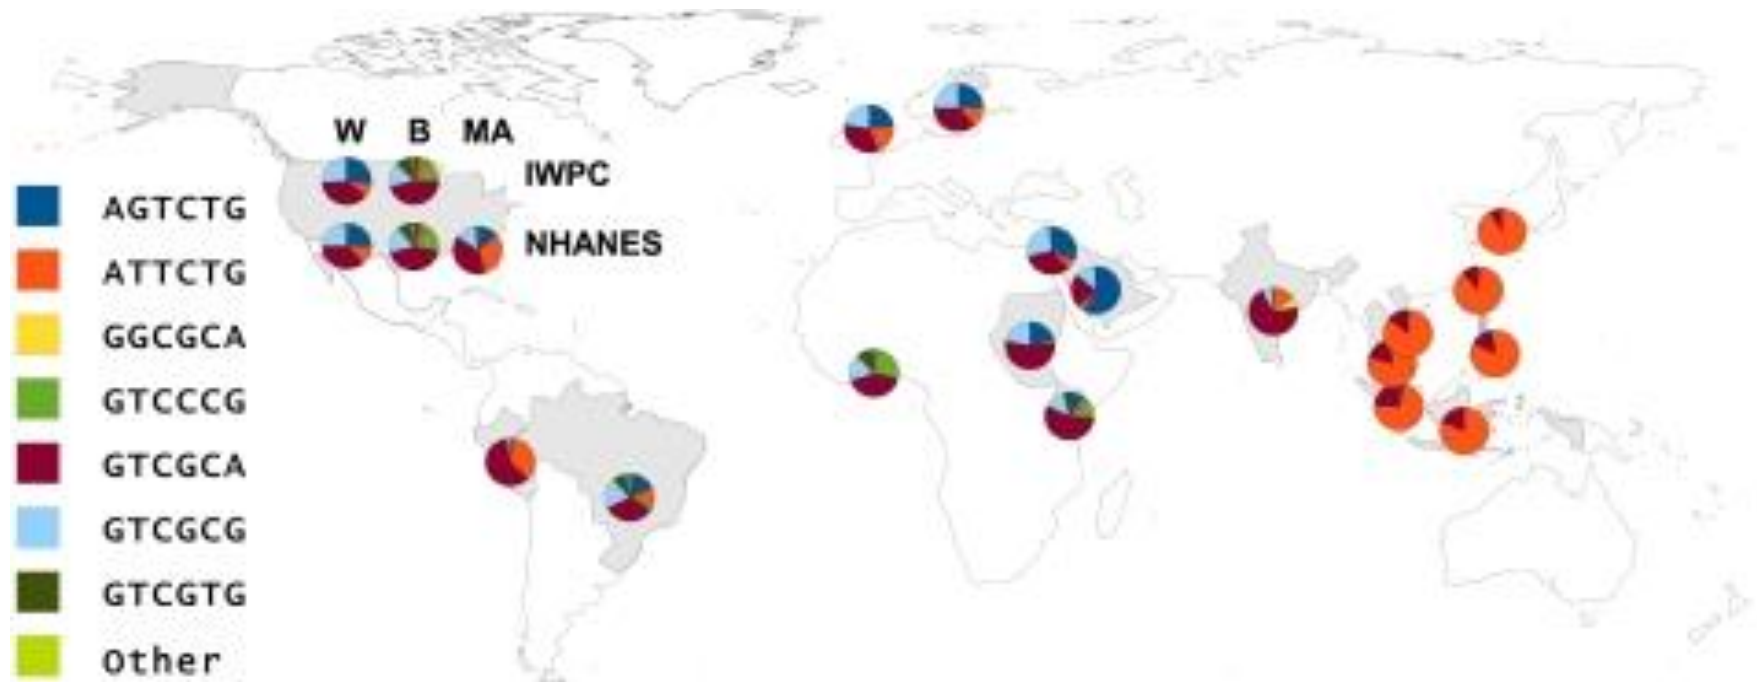 W B MA
IWPC
NHANES
AGTCTG
ATTCTG
GGCGCA
GTCCCG
GTCGCA
GTCGCG
GTCGTG
Other